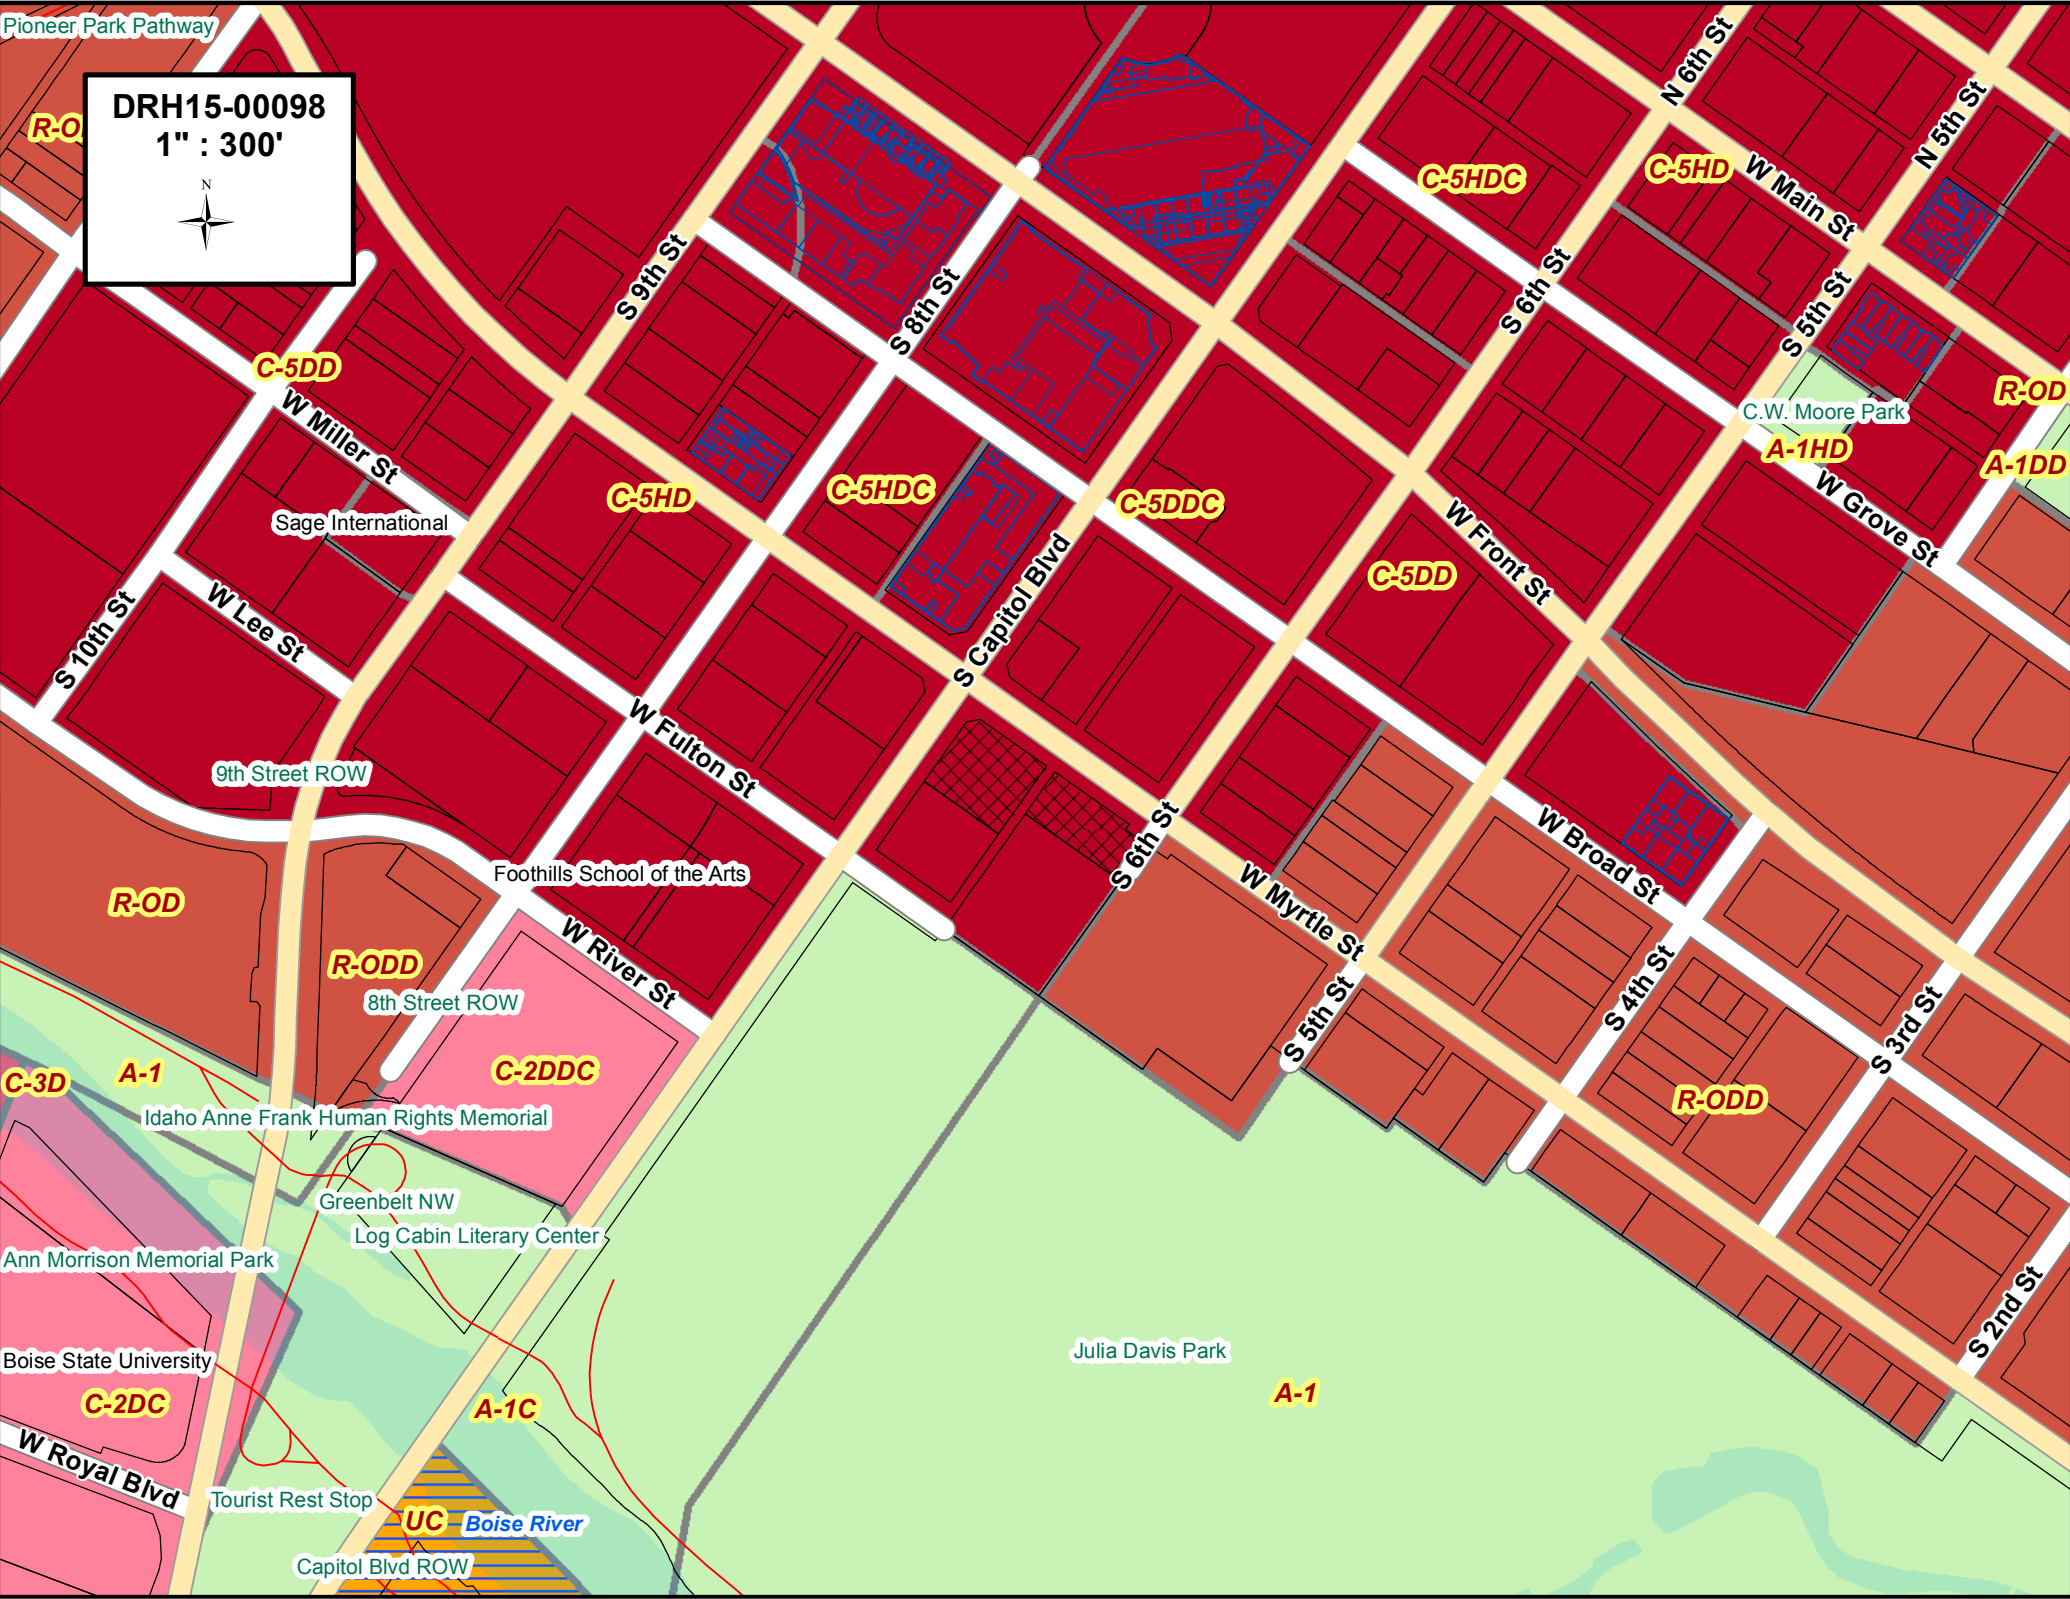 Pioneer Park Pathway
DRH15-00098
1" : 300'
N
N 6th St
N 5th St
C-5HDC
C-5HD
W Main St
S 9th St
S 8th St
S 6th St
S 5th St
C-5DD
R-OD
C.W. Moore Park
A-1HD
A-1DD
W Miller St
C-5HD
C-5HDC
C-5DDC
W Grove St
Sage International
W Front St
C-5DD
S Capitol Blvd
S 10th St
W Lee St
W Fulton St
9th Street ROW
S 6th St
W Broad St
Foothills School of the Arts
W Myrtle St
R-OD
R-ODD
W River St
8th Street ROW
S 5th St
S 4th St
S 3rd St
C-3D
A-1
C-2DDC
R-ODD
Idaho Anne Frank Human Rights Memorial
Greenbelt NW
Log Cabin Literary Center
Ann Morrison Memorial Park
S 2nd St
Julia Davis Park
Boise State University
C-2DC
A-1C
A-1
W Royal Blvd
Tourist Rest Stop
UC
Boise River
Capitol Blvd ROW